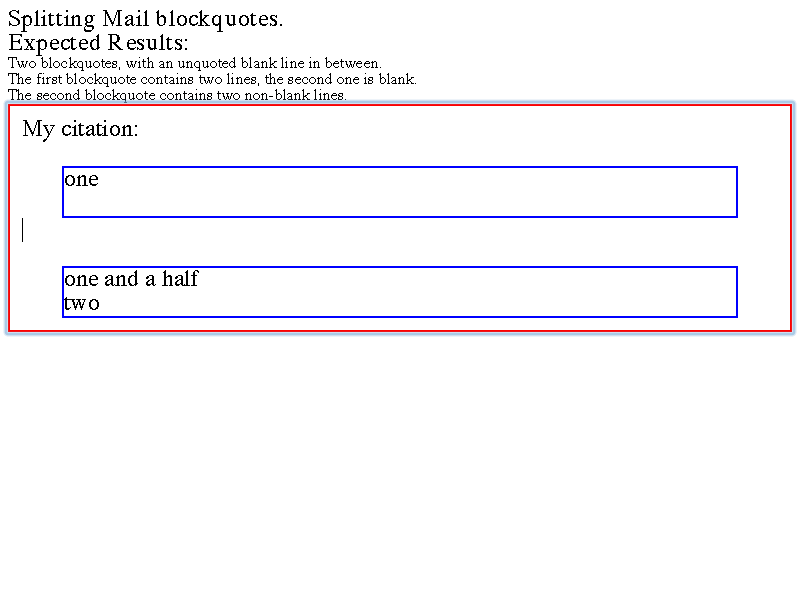 Splitting Mail blockquotes.
Expected Results:
Two blockquotes, with an unquoted blank line in between.
The first blockquote contains two lines, the second one is blank.
The second blockquote contains two non-blank lines.
My citation:
one
one and a half
two